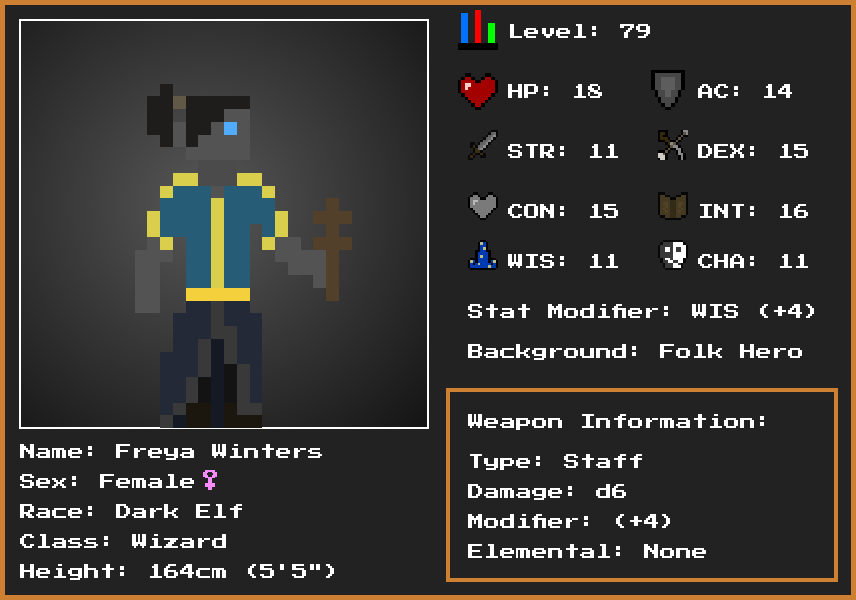 Level: 79
HP: 18
AC: 14
STR: 11
DEX: 15
CON: 15
INT: 16
WIS: 11
CHA: 11
Stat Modifier: WIS (+4)
Background: Folk Hero
Weapon Information:
Type: Staff
Damage: d6
Modifier: (+4)
Elemental: None
Name: Freya Winters
Sex: Female♀
Race: Dark Elf
Class: Wizard
Height: 164cm (5'5")